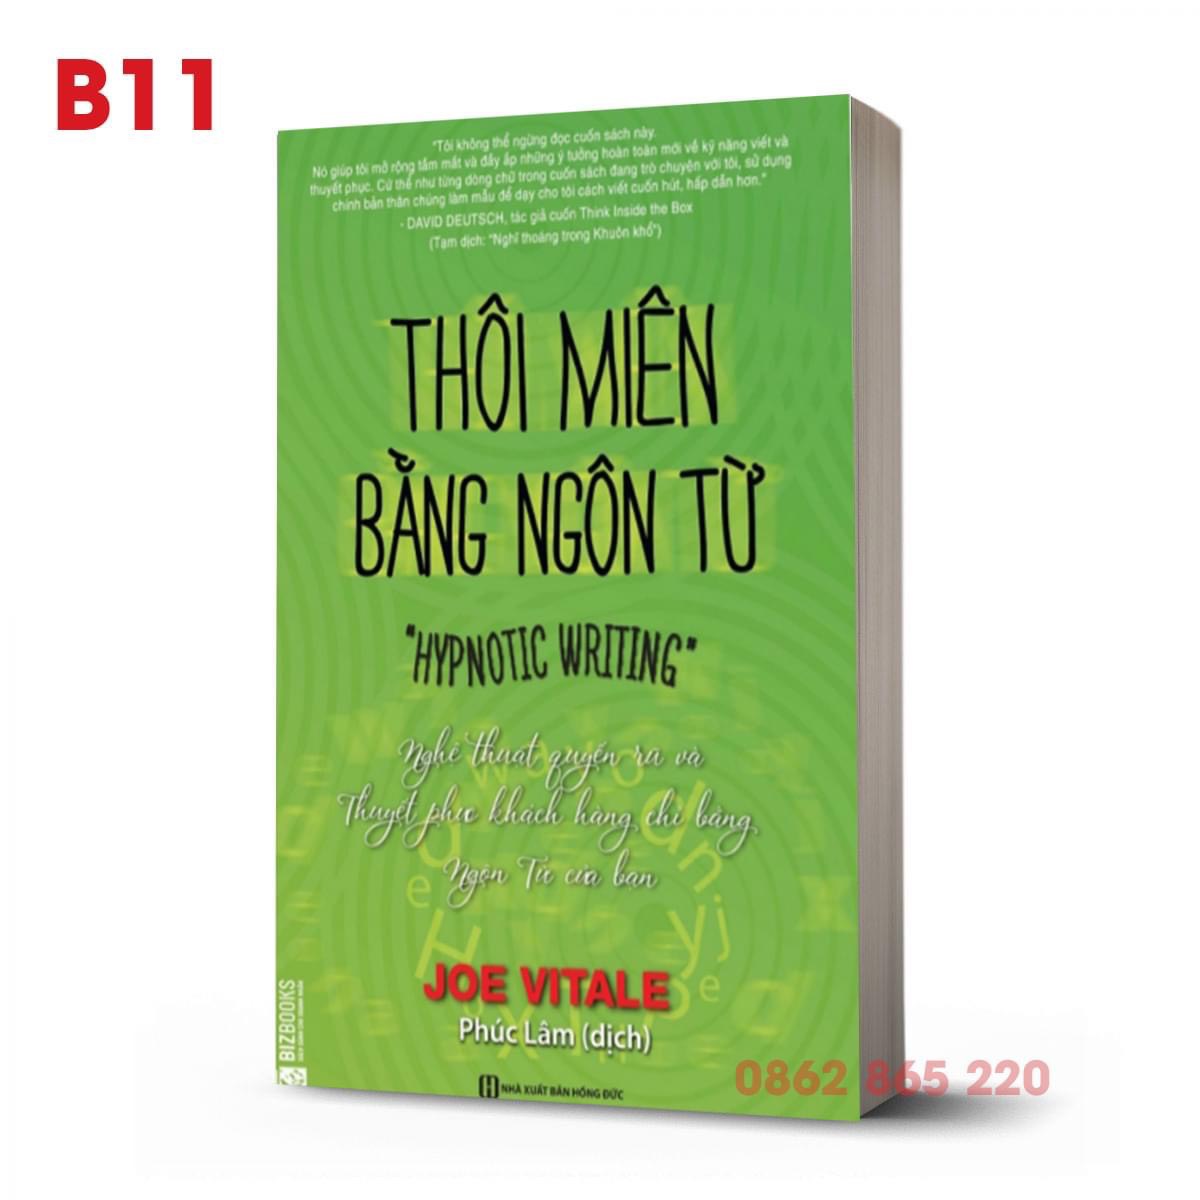 B11
"Tôi không thể ngừng đọc cuốn sách này.
Nó giúp tôi mở rộng tầm mắt và đầy ắp những ý tưởng hoàn toàn mới về kỹ năng viết và
thuyết phục. Cứ thể như từng dòng chữ trong cuốn sách đang trò chuyện với tôi, sử dụng
chính bản thân chúng làm mẫu để dạy cho tôi cách viết cuốn hút, hấp dẫn hơn."
- DAVID DEUTSCH, tác giả cuốn Think Inside the Box
(Tạm dịch: "Nghĩ thoáng trong Khuôn khổ")
THÔI MIÊN
BẰNG NGÔN TỪ
"HYPNOTIC WRITING"
Nghệ thuật quyến rũ và
Thuyết phục khách hàng chỉ bằng
Ngôn Từ của bạn
JOE VITALE
Phúc Lâm (dịch)
BIZBOOKS
NHÀ XUẤT BẢN HỒNG ĐỨC
0862 865 220